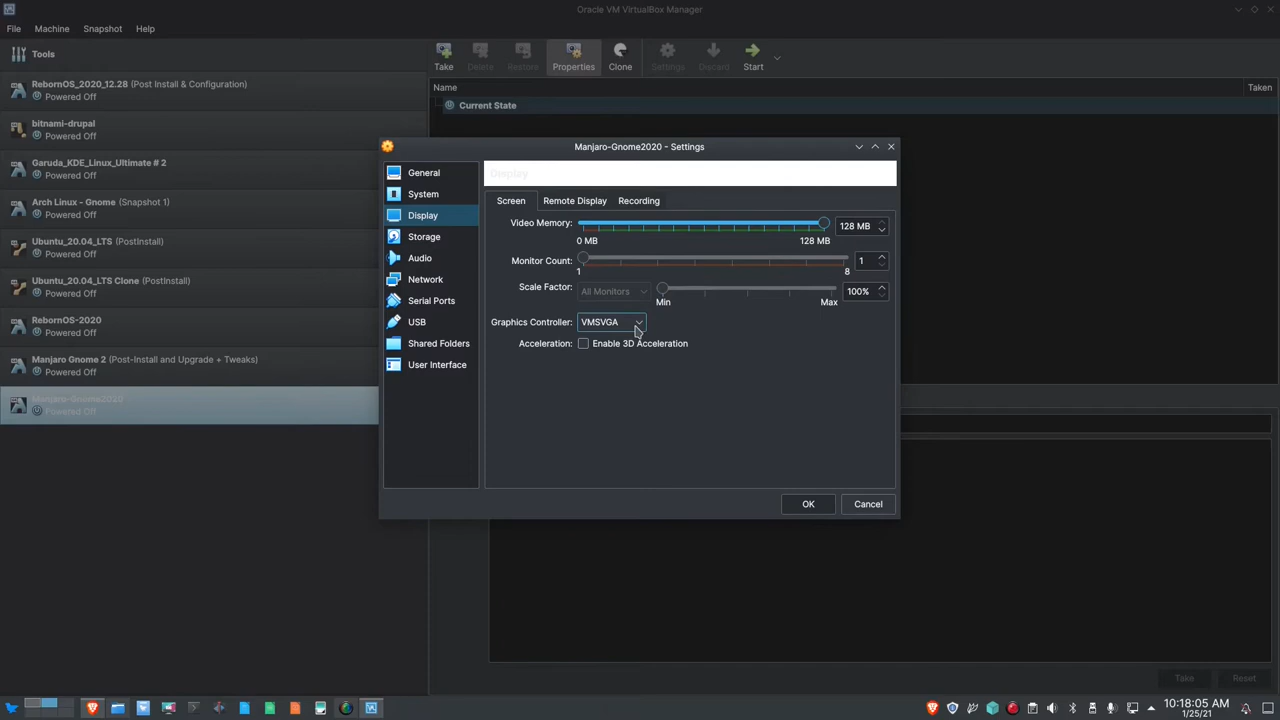 Oracle VM VirtualBox Manager
File Machine Snapshot Help
Tools
Take Delete Restore Properties Clone Settings Discard Start
Name Taken
Current State
RebornOS_2020_12.28 (Post Install & Configuration)
Powered Off
bitnami-drupal
Powered Off
Garuda_KDE_Linux_Ultimate # 2
Powered Off
Arch Linux - Gnome (Snapshot 1)
Powered Off
Ubuntu_20.04_LTS (PostInstall)
Powered Off
Ubuntu_20.04_LTS Clone (PostInstall)
Powered Off
RebornOS-2020
Powered Off
Manjaro Gnome 2 (Post-Install and Upgrade + Tweaks)
Powered Off
Manjaro-Gnome2020
Powered Off
Manjaro-Gnome2020 - Settings
General
System
Display
Storage
Audio
Network
Serial Ports
USB
Shared Folders
User Interface
Display
Screen Remote Display Recording
Video Memory: 128 MB
0 MB 128 MB
Monitor Count: 1
1 8
Scale Factor: All Monitors 100%
Min Max
Graphics Controller: VMSVGA
Acceleration: Enable 3D Acceleration
OK Cancel
Take Reset
10:18:05 AM
1/25/21